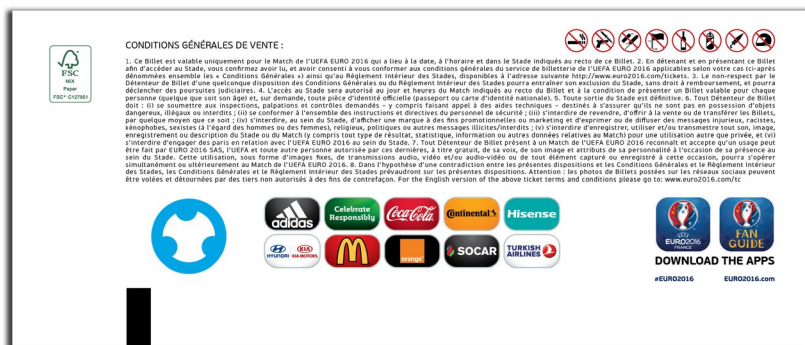 CONDITIONS GÉNÉRALES DE VENTE :
1. Ce Billet est valable uniquement pour le Match de l'UEFA EURO 2016 qui a lieu à la date, à l'horaire et dans le Stade indiqués au recto de ce Billet. 2. En détenant et en présentant ce Billet
afin d'accéder au Stade, vous confirmez avoir lu, et avoir consenti à vous conformer aux conditions générales du service de billetterie de l'UEFA EURO 2016 applicables selon votre cas (ci-après
dénommées ensemble les « Conditions Générales ») ainsi qu'au Règlement Intérieur des Stades, disponibles à l'adresse suivante http://www.euro2016.com/tickets. 3. Le non-respect par le
Détenteur de Billet d'une quelconque disposition des Conditions Générales ou du Règlement Intérieur des Stades pourra entraîner son exclusion du Stade, sans droit à remboursement, et pourra
déclencher des poursuites judiciaires. 4. L'accès au Stade sera autorisé au jour et heures du Match indiqués au recto du Billet et à la condition de présenter un Billet valable pour chaque
personne (quelque que soit son âge) et, sur demande, toute pièce d'identité officielle (passeport ou carte d'identité nationale). 5. Toute sortie du Stade est définitive. 6. Tout Détenteur de Billet
doit : (i) se soumettre aux inspections, palpations et contrôles demandés – y compris faisant appel à des aides techniques – destinés à s'assurer qu'ils ne sont pas en possession d'objets
dangereux, illégaux ou interdits ; (ii) se conformer à l'ensemble des instructions et directives du personnel de sécurité ; (iii) s'interdire de revendre, d'offrir à la vente ou de transférer les Billets,
par quelque moyen que ce soit ; (iv) s'interdire, au sein du Stade, d'afficher une marque à des fins promotionnelles ou marketing et d'exprimer ou de diffuser des messages injurieux, racistes,
xénophobes, sexistes (à l'égard des hommes ou des femmes), religieux, politiques ou autres messages illicites/interdits ; (v) s'interdire d'enregistrer, utiliser et/ou transmettre tout son, image,
enregistrement ou description du Stade ou du Match (y compris tout type de résultat, statistique, information ou autres données relatives au Match) pour une utilisation autre que privée, et (vi)
s'interdire d'engager des paris en relation avec l'UEFA EURO 2016 au sein du Stade. 7. Tout Détenteur de Billet présent à un Match de l'UEFA EURO 2016 reconnaît et accepte qu'un usage peut
être fait par EURO 2016 SAS, l'UEFA et toute autre personne autorisée par ces dernières, à titre gratuit, de sa voix, de son image et attributs de sa personnalité à l'occasion de sa présence au
sein du Stade. Cette utilisation, sous forme d'images fixes, de transmissions audio, vidéo et/ou audio-vidéo ou de tout élément capturé ou enregistré à cette occasion, pourra s'opérer
simultanément ou ultérieurement au Match de l'UEFA EURO 2016. 8. Dans l'hypothèse d'une contradiction entre les présentes dispositions et les Conditions Générales et le Règlement Intérieur
des Stades, les Conditions Générales et le Règlement Intérieur des Stades prévaudront sur les présentes dispositions. Attention : les photos de Billets postées sur les réseaux sociaux peuvent
être volées et détournées par des tiers non autorisés à des fins de contrefaçon. For the English version of the above ticket terms and conditions please go to: www.euro2016.com/tc
FSC
MIX
Paper
FSC® C127951
adidas
Celebrate
Responsibly
Coca-Cola
Continental
Hisense
HYUNDAI KIA MOTORS
M
orange
SOCAR
TURKISH
AIRLINES
UEFA
EURO2016
FRANCE
FAN
GUIDE
DOWNLOAD THE APPS
#EURO2016
EURO2016.com